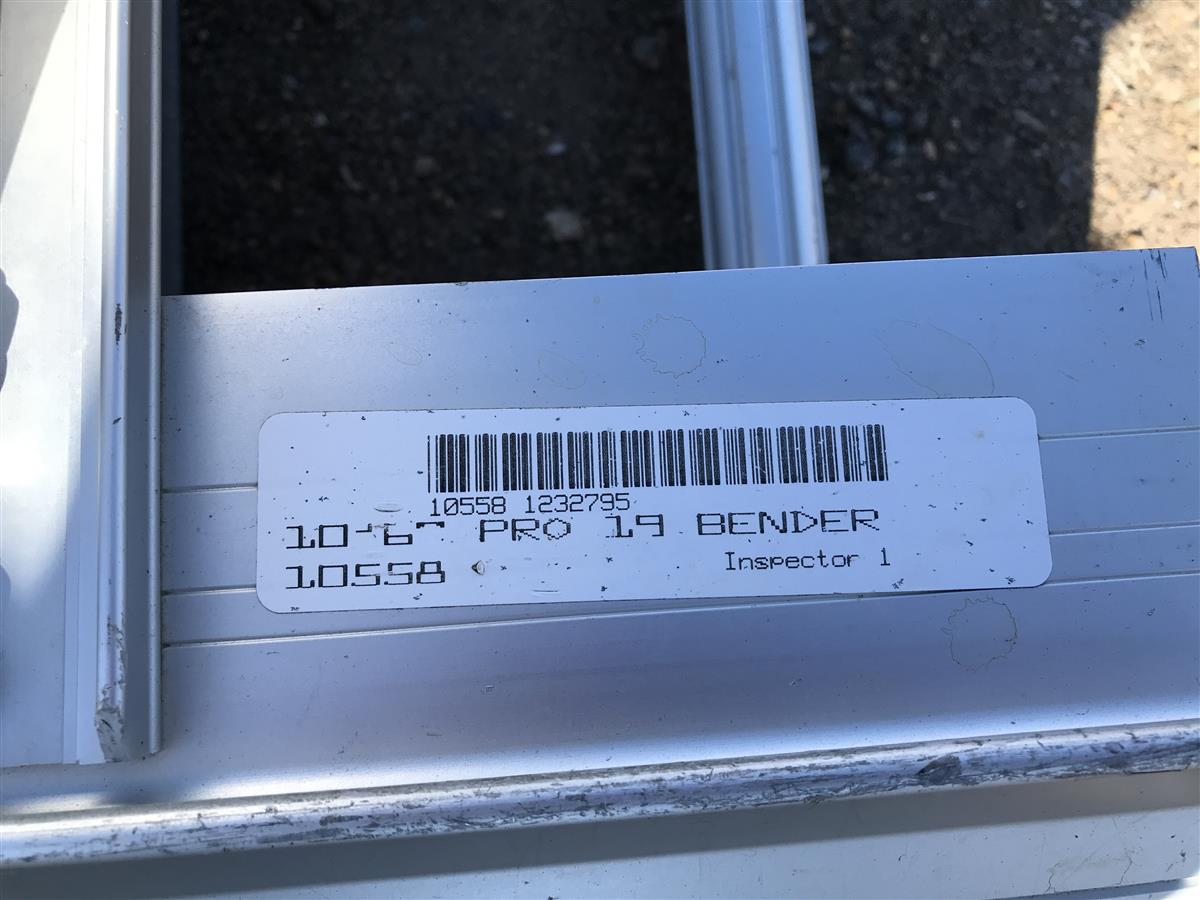 10558 1232795
10-6" PRO 19 BENDER
10558
Inspector 1